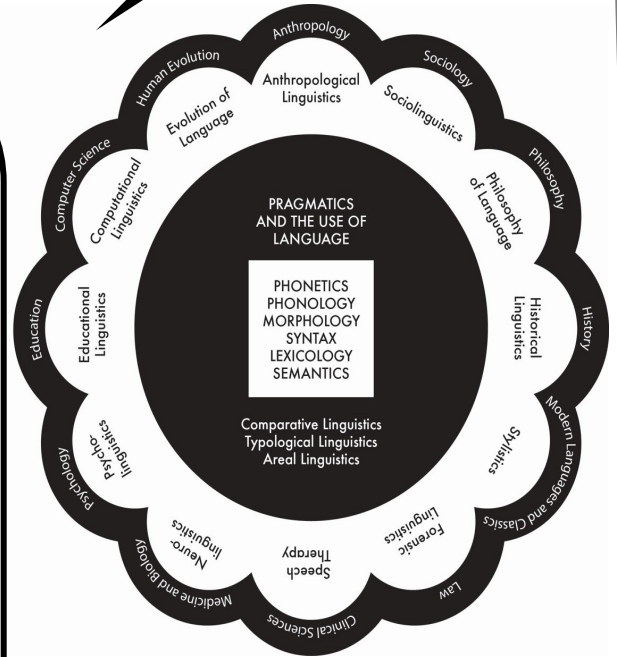 Anthropology
Anthropological
Linguistics
Sociology
Sociolinguistics
Philosophy
Philosophy
of Language
History
Historical
Linguistics
Modern Languages and Classics
Stylistics
Law
Forensic
Linguistics
Clinical Sciences
Speech
Therapy
Medicine and Biology
Neuro-
linguistics
Psychology
Psycho-
linguistics
Education
Educational
Linguistics
Computer Science
Computational
Linguistics
Human Evolution
Evolution of
Language
PRAGMATICS
AND THE USE OF
LANGUAGE
PHONETICS
PHONOLOGY
MORPHOLOGY
SYNTAX
LEXICOLOGY
SEMANTICS
Comparative Linguistics
Typological Linguistics
Areal Linguistics